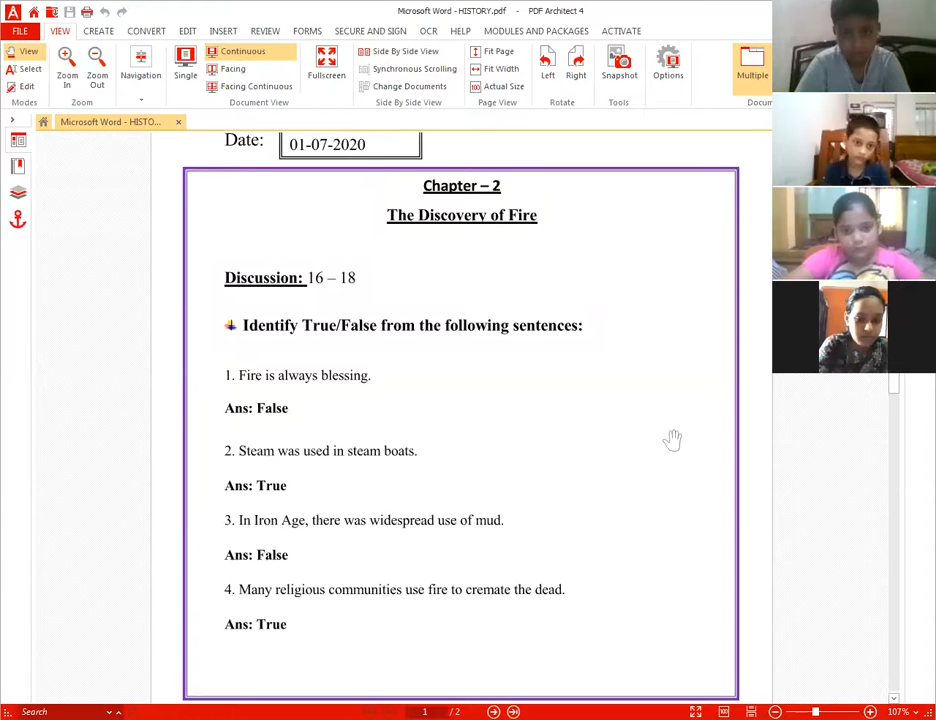 Microsoft Word - HISTORY.pdf - PDF Architect 4
FILE VIEW CREATE CONVERT EDIT INSERT REVIEW FORMS SECURE AND SIGN OCR HELP MODULES AND PACKAGES ACTIVATE
View
Select
Edit
Modes
Zoom In
Zoom Out
Zoom
Navigation
Single
Continuous
Facing
Facing Continuous
Document View
Fullscreen
Side By Side View
Synchronous Scrolling
Change Documents
Side By Side View
Fit Page
Fit Width
Actual Size
Page View
Left
Right
Rotate
Snapshot
Tools
Options
Multiple
Docum
Microsoft Word - HISTO...
Date: 01-07-2020
Chapter – 2
The Discovery of Fire
Discussion: 16 – 18
Identify True/False from the following sentences:
1. Fire is always blessing.
Ans: False
2. Steam was used in steam boats.
Ans: True
3. In Iron Age, there was widespread use of mud.
Ans: False
4. Many religious communities use fire to cremate the dead.
Ans: True
Search
1 / 2
107%